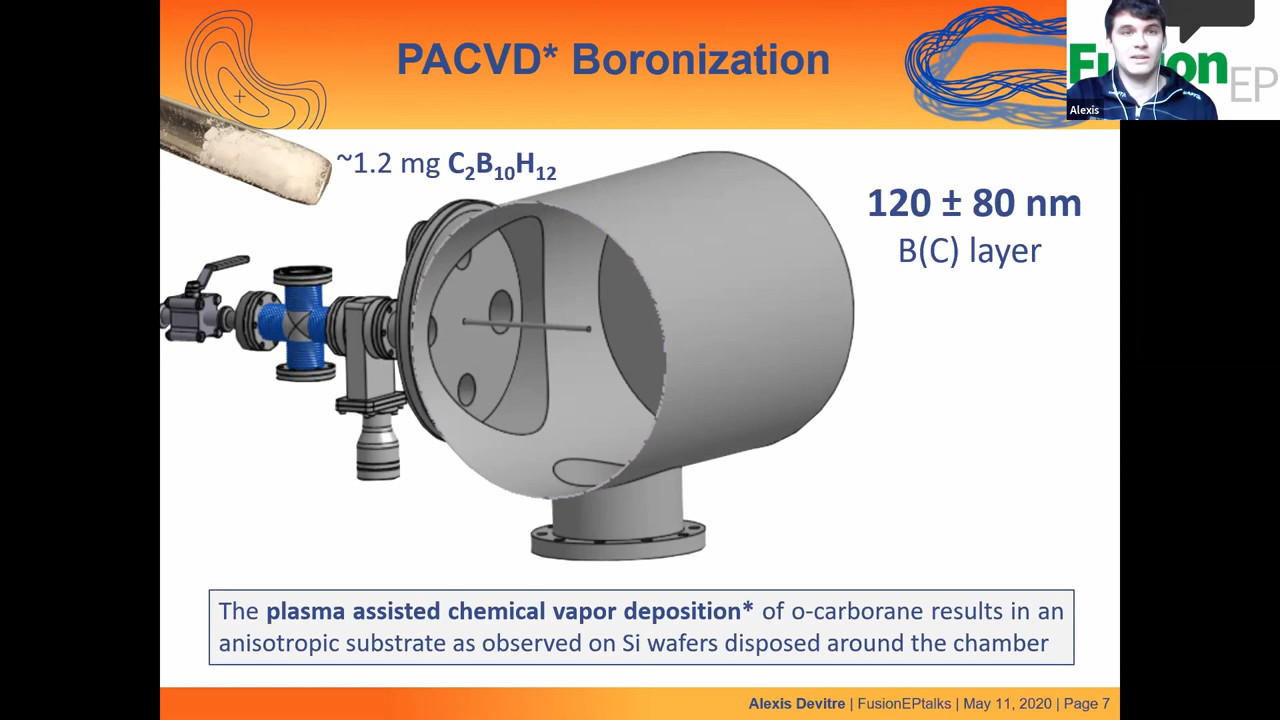 PACVD* Boronization
Fusion
EP
Alexis
~1.2 mg C₂B₁₀H₁₂
120 ± 80 nm
B(C) layer
The plasma assisted chemical vapor deposition* of o-carborane results in an
anisotropic substrate as observed on Si wafers disposed around the chamber
Alexis Devitre | FusionEPtalks | May 11, 2020 | Page 7